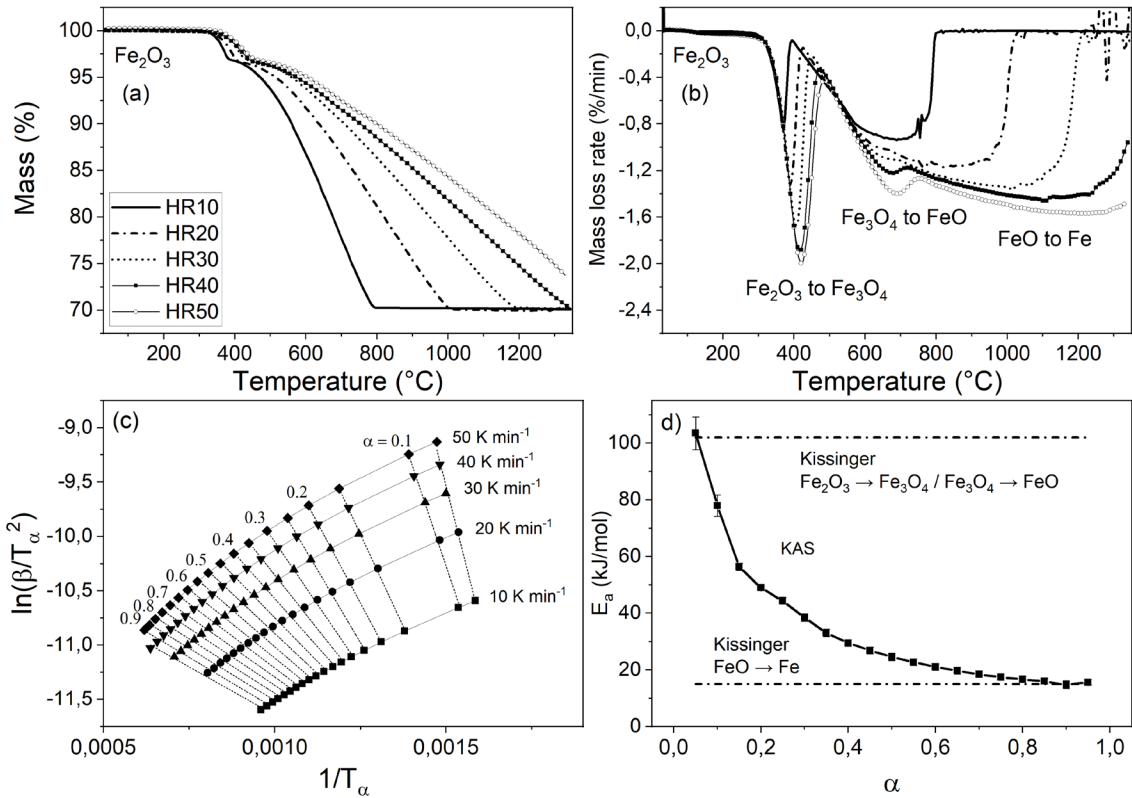 100
95
90
85
80
75
70
Mass (%)
Fe₂O₃
(a)
HR10
HR20
HR30
HR40
HR50
200 400 600 800 1000 1200
Temperature (°C)
0,0
-0,4
-0,8
-1,2
-1,6
-2,0
-2,4
Mass loss rate (%/min)
Fe₂O₃
(b)
Fe₃O₄ to FeO
FeO to Fe
Fe₂O₃ to Fe₃O₄
200 400 600 800 1000 1200
Temperature (°C)
-9,0
-9,5
-10,0
-10,5
-11,0
-11,5
ln(β/Tα²)
(c)
α = 0.1
0.2
0.3
0.4
0.5
0.6
0.7
0.8
0.9
50 K min⁻¹
40 K min⁻¹
30 K min⁻¹
20 K min⁻¹
10 K min⁻¹
0,0005 0,0010 0,0015
1/Tα
d)
100
80
60
40
20
0
Eₐ (kJ/mol)
Kissinger
Fe₂O₃ → Fe₃O₄ / Fe₃O₄ → FeO
KAS
Kissinger
FeO → Fe
0,0 0,2 0,4 0,6 0,8 1,0
α